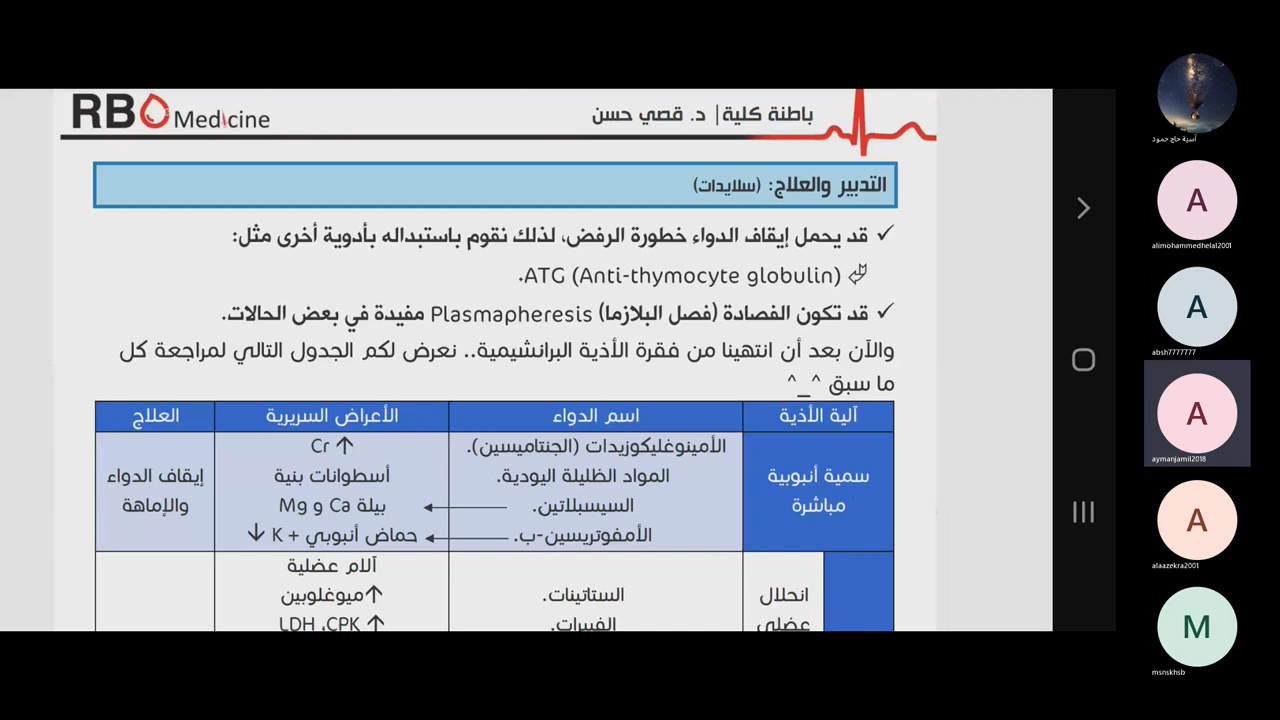 RBO Medicine
باطنة كلية| د. قصي حسن
التدبير والعلاج: (سلايدات)
✓ قد يحمل إيقاف الدواء خطورة الرفض، لذلك نقوم باستبداله بأدوية أخرى مثل:
ATG (Anti-thymocyte globulin).
✓ قد تكون الفصادة (فصل البلازما) Plasmapheresis مفيدة في بعض الحالات.
والآن بعد أن انتهينا من فقرة الأذية البرانشيمية.. نعرض لكم الجدول التالي لمراجعة كل
ما سبق ^_^
آلية الأذية اسم الدواء الأعراض السريرية العلاج
الأمينوغليكوزيدات (الجنتاميسين). ↑ Cr
سمية أنبوبية المواد الظليلة اليودية. أسطوانات بنية إيقاف الدواء
مباشرة السيسبلاتين. ← بيلة Ca و Mg والإماهة
الأمفوتريسين-ب. ← حماض أنبوبي + K ↓
آلام عضلية
انحلال الستاتينات. ↑ميوغلوبين
عضلي الفيبرات. ↑ LDH ،CPK
آسية حاج حمود
A
alimohammedhelal2001
A
absh7777777
A
aymanjamil2018
A
alaazekra2001
M
msnskhsb